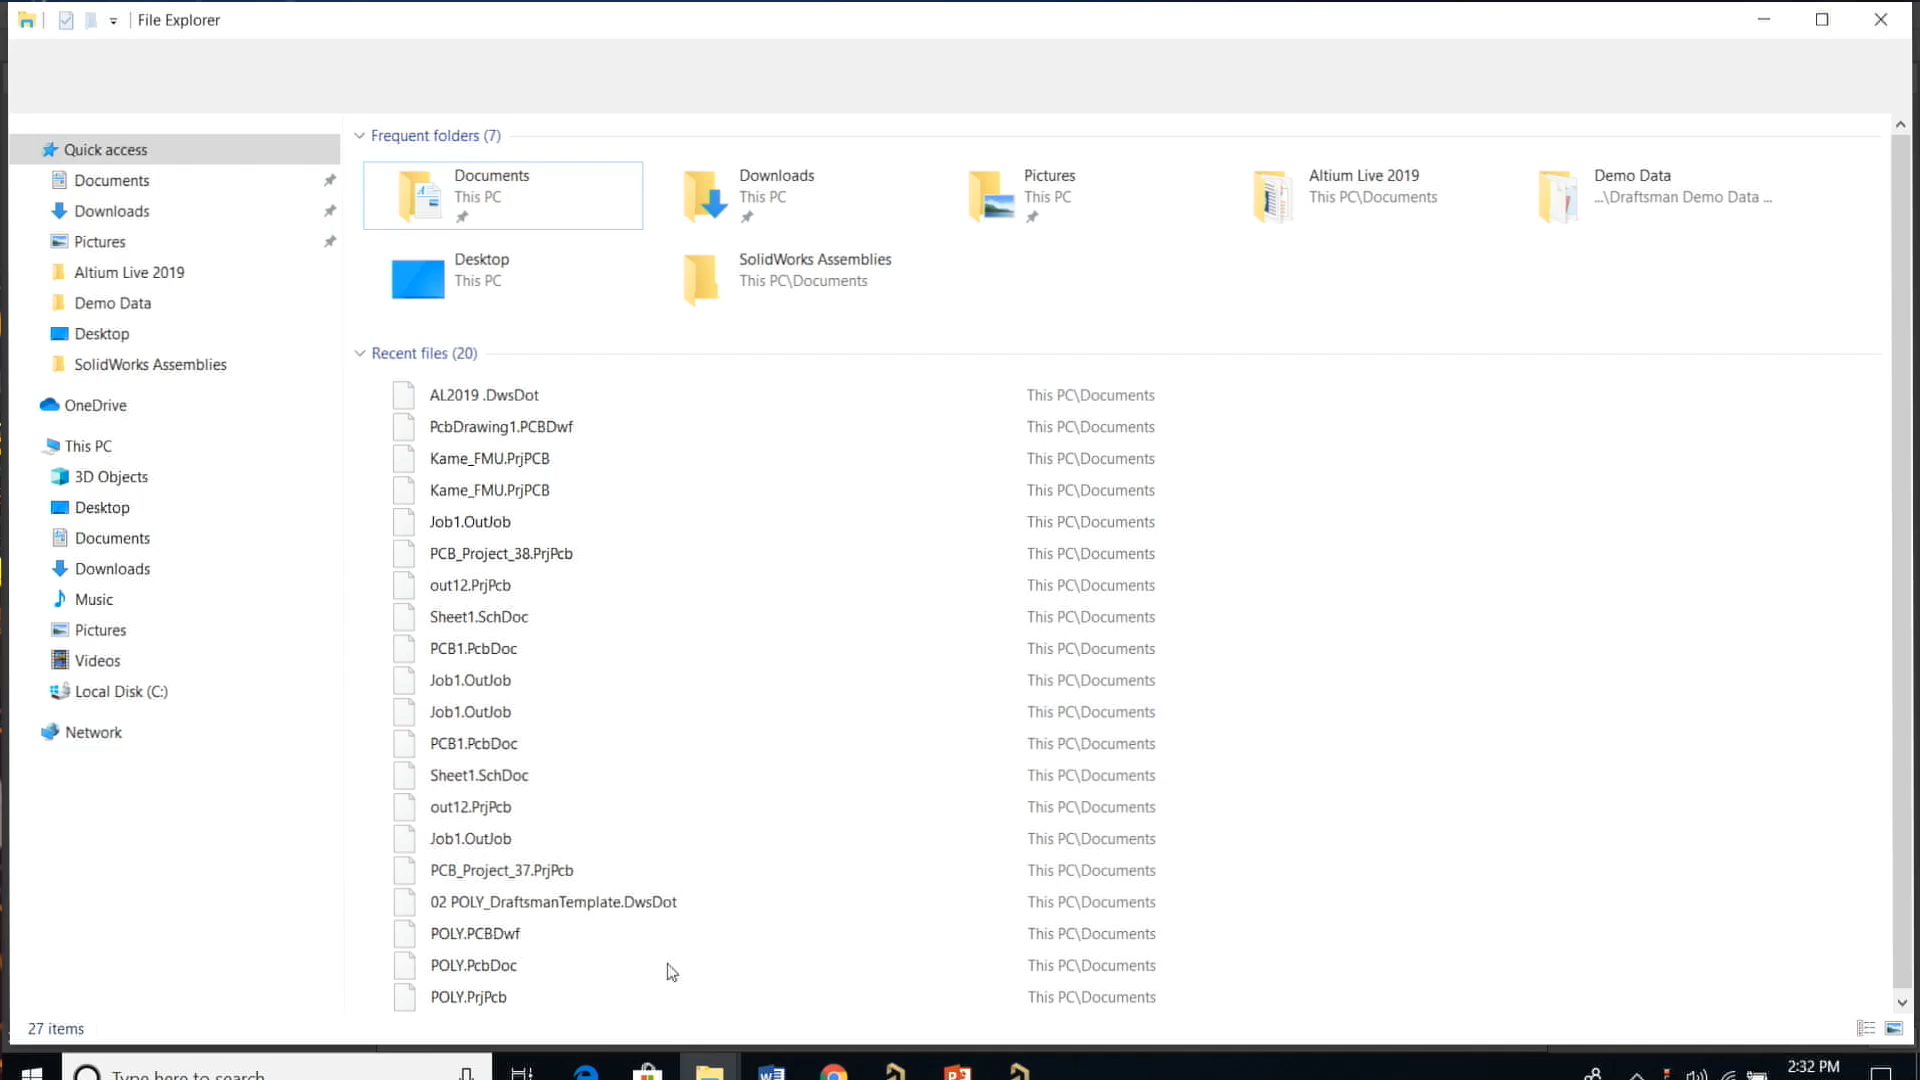 File Explorer
Quick access
Documents
Downloads
Pictures
Altium Live 2019
Demo Data
Desktop
SolidWorks Assemblies
OneDrive
This PC
3D Objects
Desktop
Documents
Downloads
Music
Pictures
Videos
Local Disk (C:)
Network
Frequent folders (7)
Documents
This PC
Downloads
This PC
Pictures
This PC
Altium Live 2019
This PC\Documents
Demo Data
...\Draftsman Demo Data ...
Desktop
This PC
SolidWorks Assemblies
This PC\Documents
Recent files (20)
AL2019 .DwsDot This PC\Documents
PcbDrawing1.PCBDwf This PC\Documents
Kame_FMU.PrjPCB This PC\Documents
Kame_FMU.PrjPCB This PC\Documents
Job1.OutJob This PC\Documents
PCB_Project_38.PrjPcb This PC\Documents
out12.PrjPcb This PC\Documents
Sheet1.SchDoc This PC\Documents
PCB1.PcbDoc This PC\Documents
Job1.OutJob This PC\Documents
Job1.OutJob This PC\Documents
PCB1.PcbDoc This PC\Documents
Sheet1.SchDoc This PC\Documents
out12.PrjPcb This PC\Documents
Job1.OutJob This PC\Documents
PCB_Project_37.PrjPcb This PC\Documents
02 POLY_DraftsmanTemplate.DwsDot This PC\Documents
POLY.PCBDwf This PC\Documents
POLY.PcbDoc This PC\Documents
POLY.PrjPcb This PC\Documents
27 items
Type here to search
2:32 PM